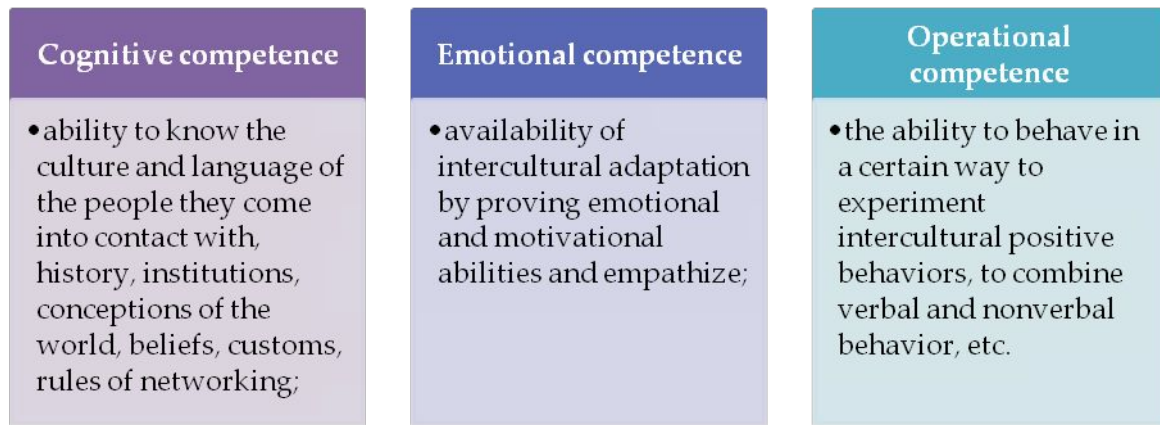 Cognitive competence
•ability to know the
culture and language of
the people they come
into contact with,
history, institutions,
conceptions of the
world, beliefs, customs,
rules of networking;
Emotional competence
•availability of
intercultural adaptation
by proving emotional
and motivational
abilities and empathize;
Operational
competence
•the ability to behave in
a certain way to
experiment
intercultural positive
behaviors, to combine
verbal and nonverbal
behavior, etc.